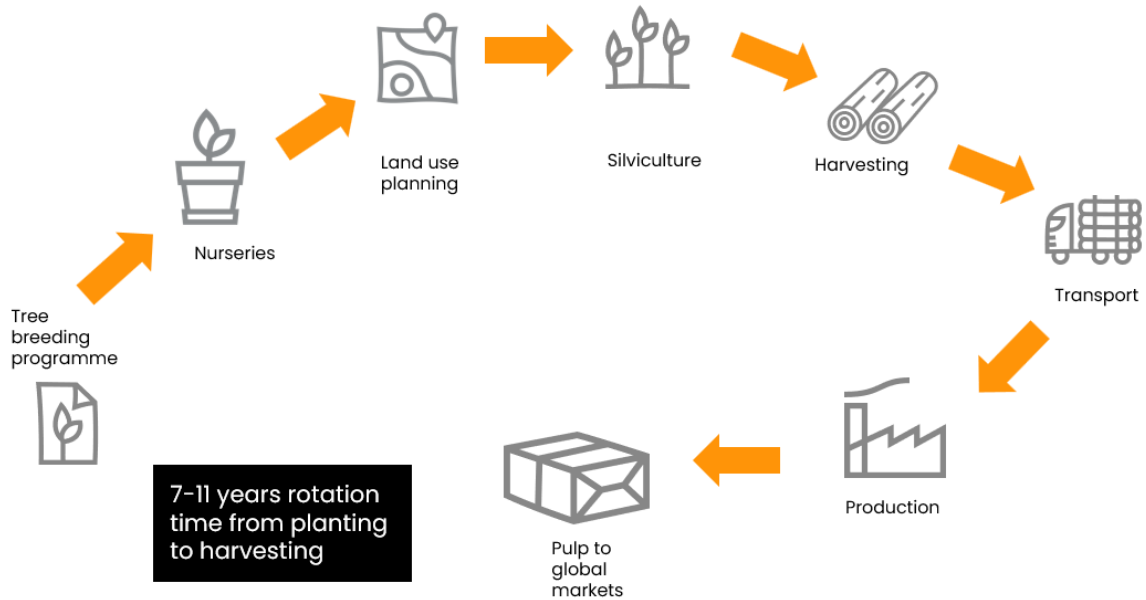 Tree
breeding
programme
Nurseries
Land use
planning
Silviculture
Harvesting
Transport
Production
Pulp to
global
markets
7-11 years rotation
time from planting
to harvesting